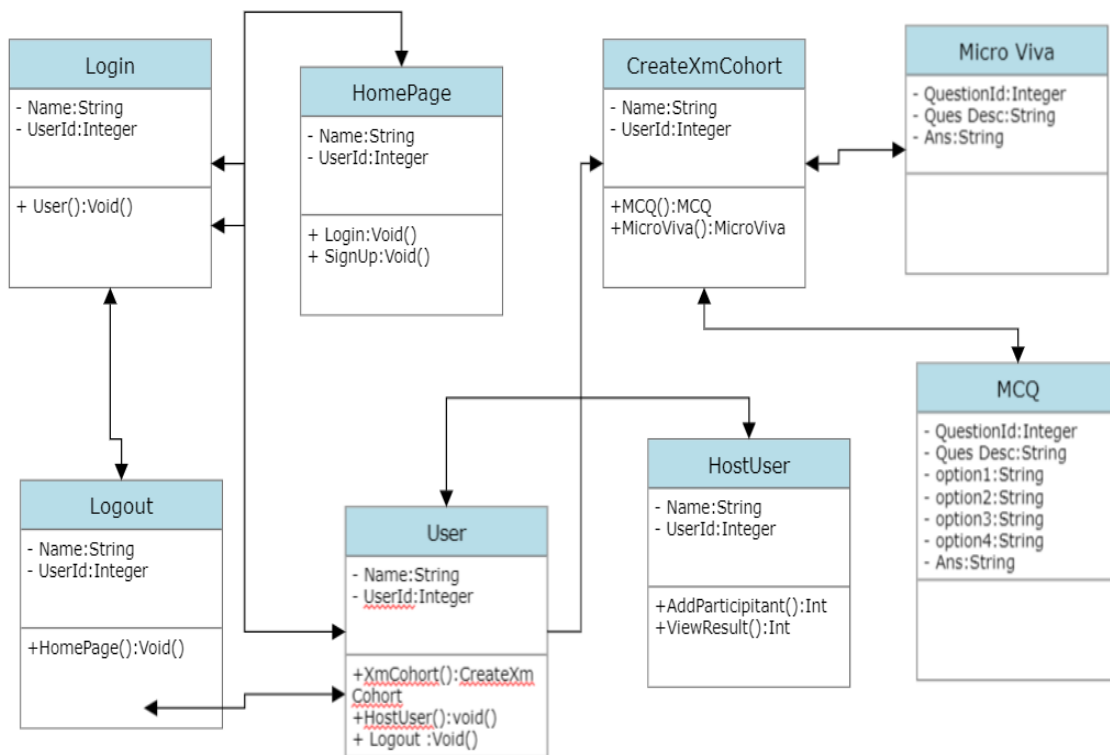 Login
- Name:String
- UserId:Integer
+ User():Void()
HomePage
- Name:String
- UserId:Integer
+ Login:Void()
+ SignUp:Void()
CreateXmCohort
- Name:String
- UserId:Integer
+MCQ():MCQ
+MicroViva():MicroViva
Micro Viva
- QuestionId:Integer
- Ques Desc:String
- Ans:String
Logout
- Name:String
- UserId:Integer
+HomePage():Void()
User
- Name:String
- UserId:Integer
+XmCohort():CreateXm
Cohort
+HostUser():void()
+ Logout :Void()
HostUser
- Name:String
- UserId:Integer
+AddParticipitant():Int
+ViewResult():Int
MCQ
- QuestionId:Integer
- Ques Desc:String
- option1:String
- option2:String
- option3:String
- option4:String
- Ans:String